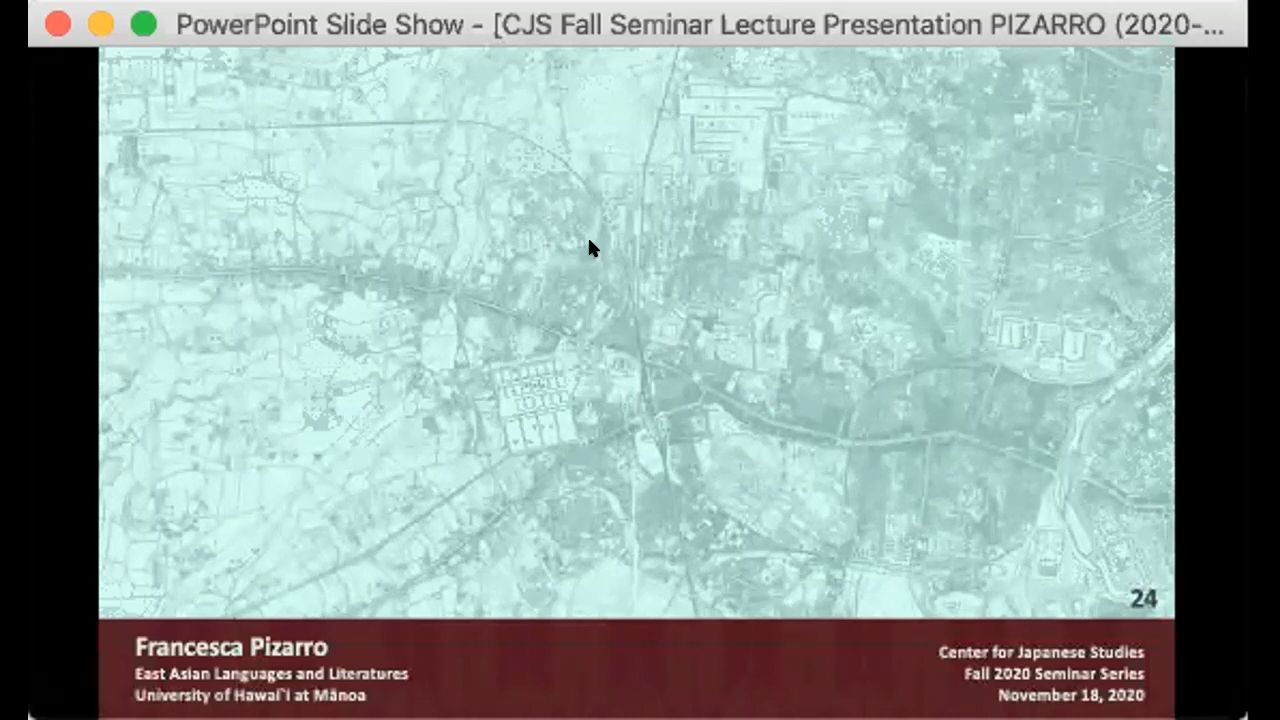 PowerPoint Slide Show - [CJS Fall Seminar Lecture Presentation PIZARRO (2020-...
24
Francesca Pizarro
East Asian Languages and Literatures
University of Hawai`i at Mānoa
Center for Japanese Studies
Fall 2020 Seminar Series
November 18, 2020